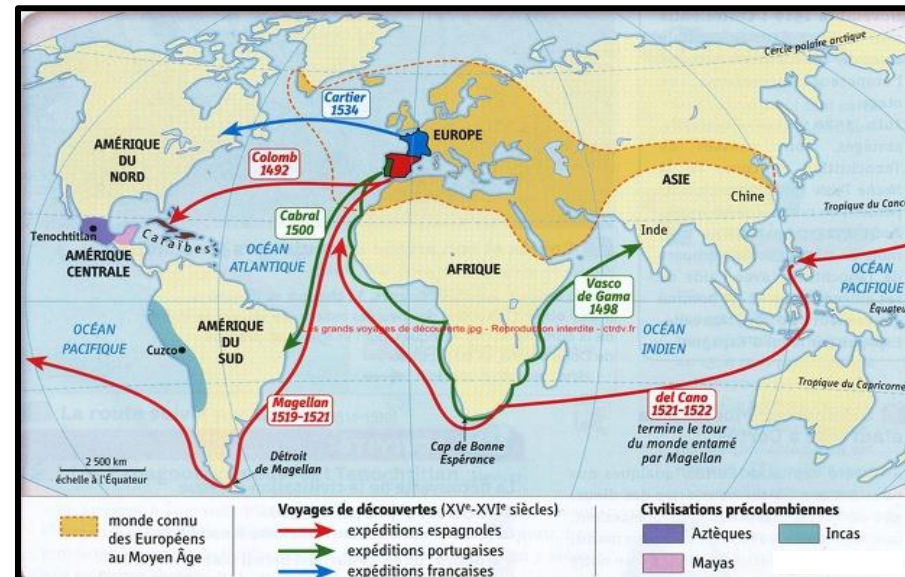 Cercle polaire arctique
Cartier
1534
EUROPE
AMÉRIQUE
DU
NORD
Colomb
1492
ASIE
Chine
Cabral
1500
Tropique du Cance
Tenochtitlan
Caraïbes
Inde
AMÉRIQUE
CENTRALE
OCÉAN
ATLANTIQUE
AFRIQUE
OCÉAN
PACIFIQUE
Vasco
de Gama
1498
Équateu
Les grands voyages de découverte.jpg - Reproduction interdite - ctrdv.fr
OCÉAN
PACIFIQUE
AMÉRIQUE
DU
SUD
Cuzco
OCÉAN
INDIEN
Tropique du Capricorne
Magellan
1519-1521
del Cano
1521-1522
termine le tour
du monde entamé
par Magellan
Cap de Bonne
Espérance
Détroit
de Magellan
2 500 km
échelle à l'Équateur
monde connu
des Européens
au Moyen Âge
Voyages de découvertes (XVe-XVIe siècles)
expéditions espagnoles
expéditions portugaises
expéditions françaises
Civilisations précolombiennes
Aztèques
Incas
Mayas